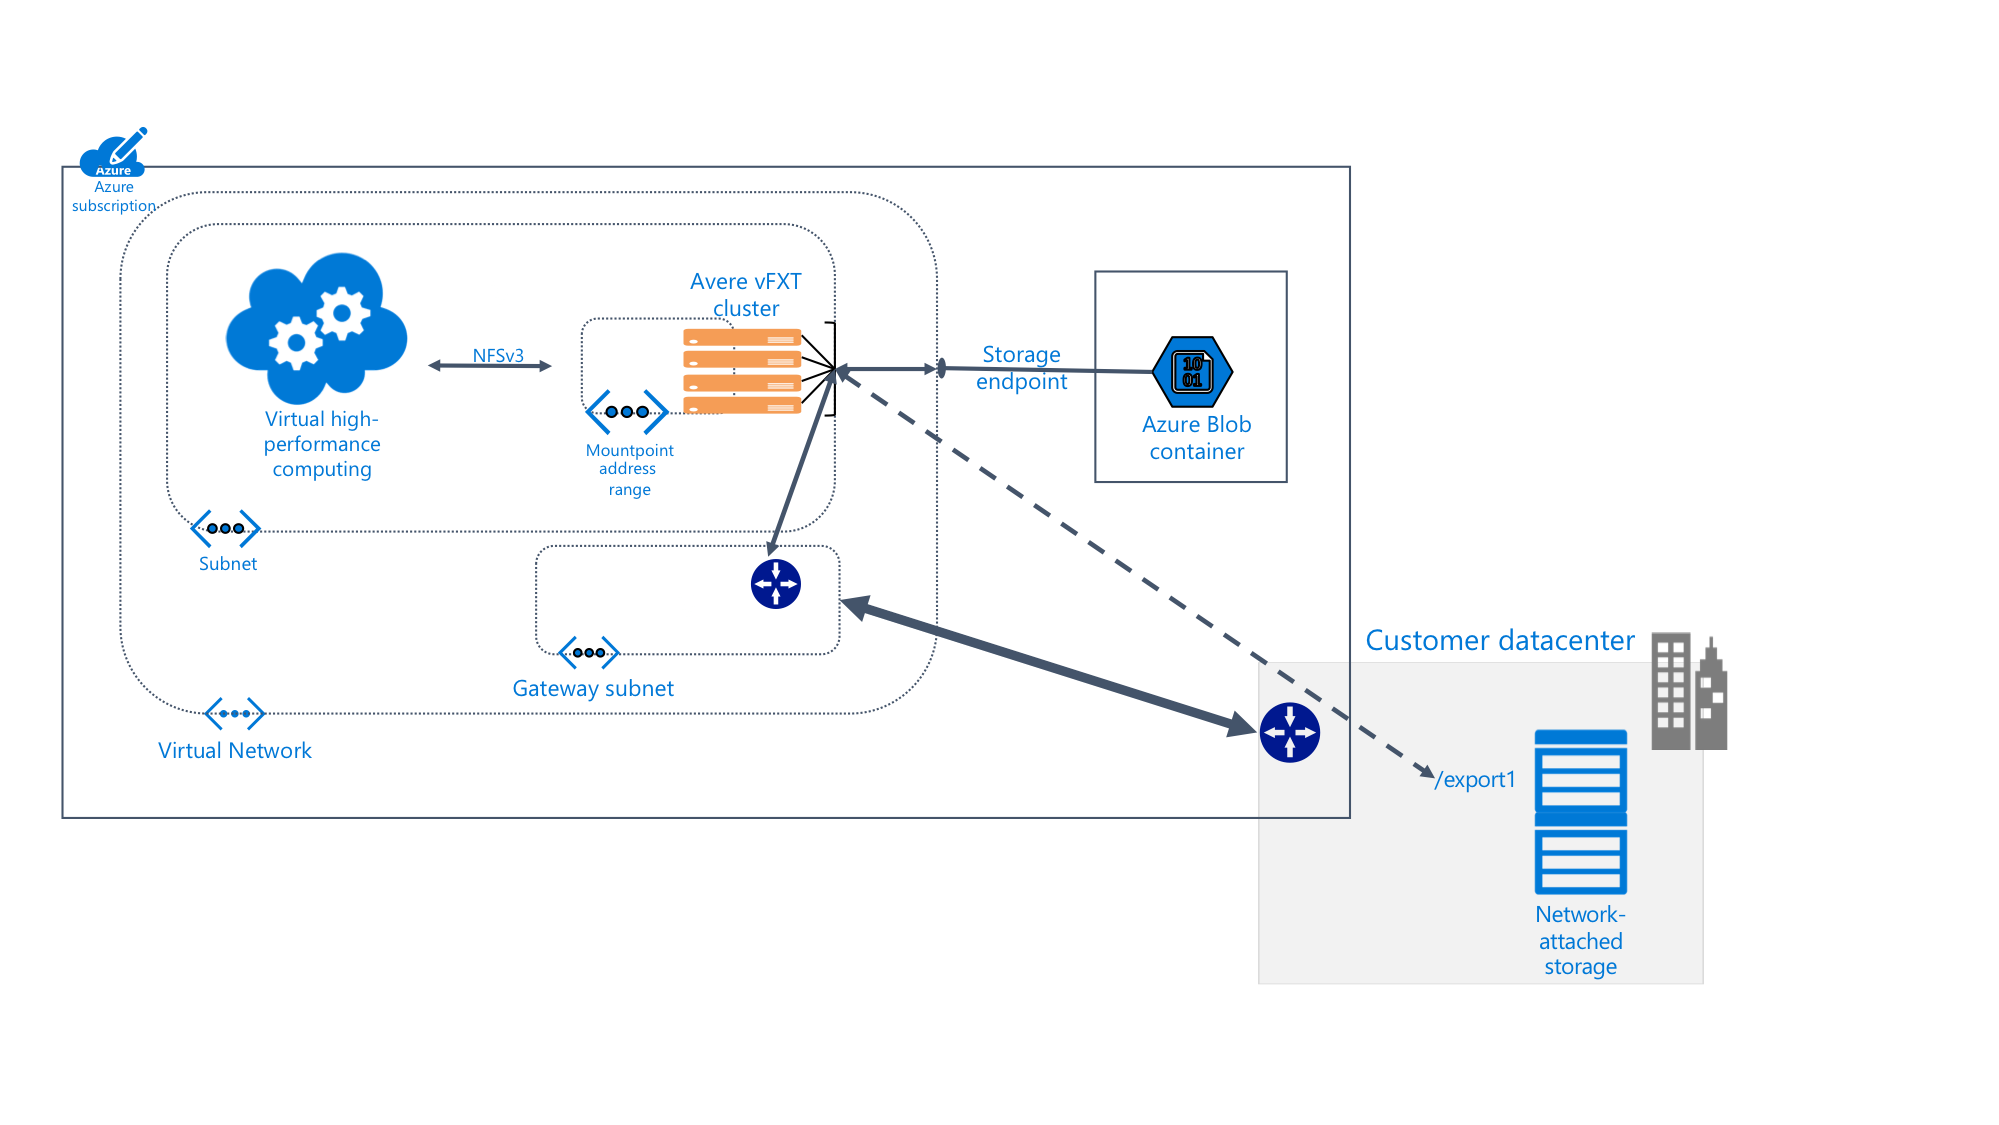 Azure
Azure
subscription
Avere vFXT
cluster
NFSv3
Storage
endpoint
10
01
Virtual high-
performance
computing
Azure Blob
container
Mountpoint
address
range
Subnet
Customer datacenter
Gateway subnet
Virtual Network
/export1
Network-
attached
storage